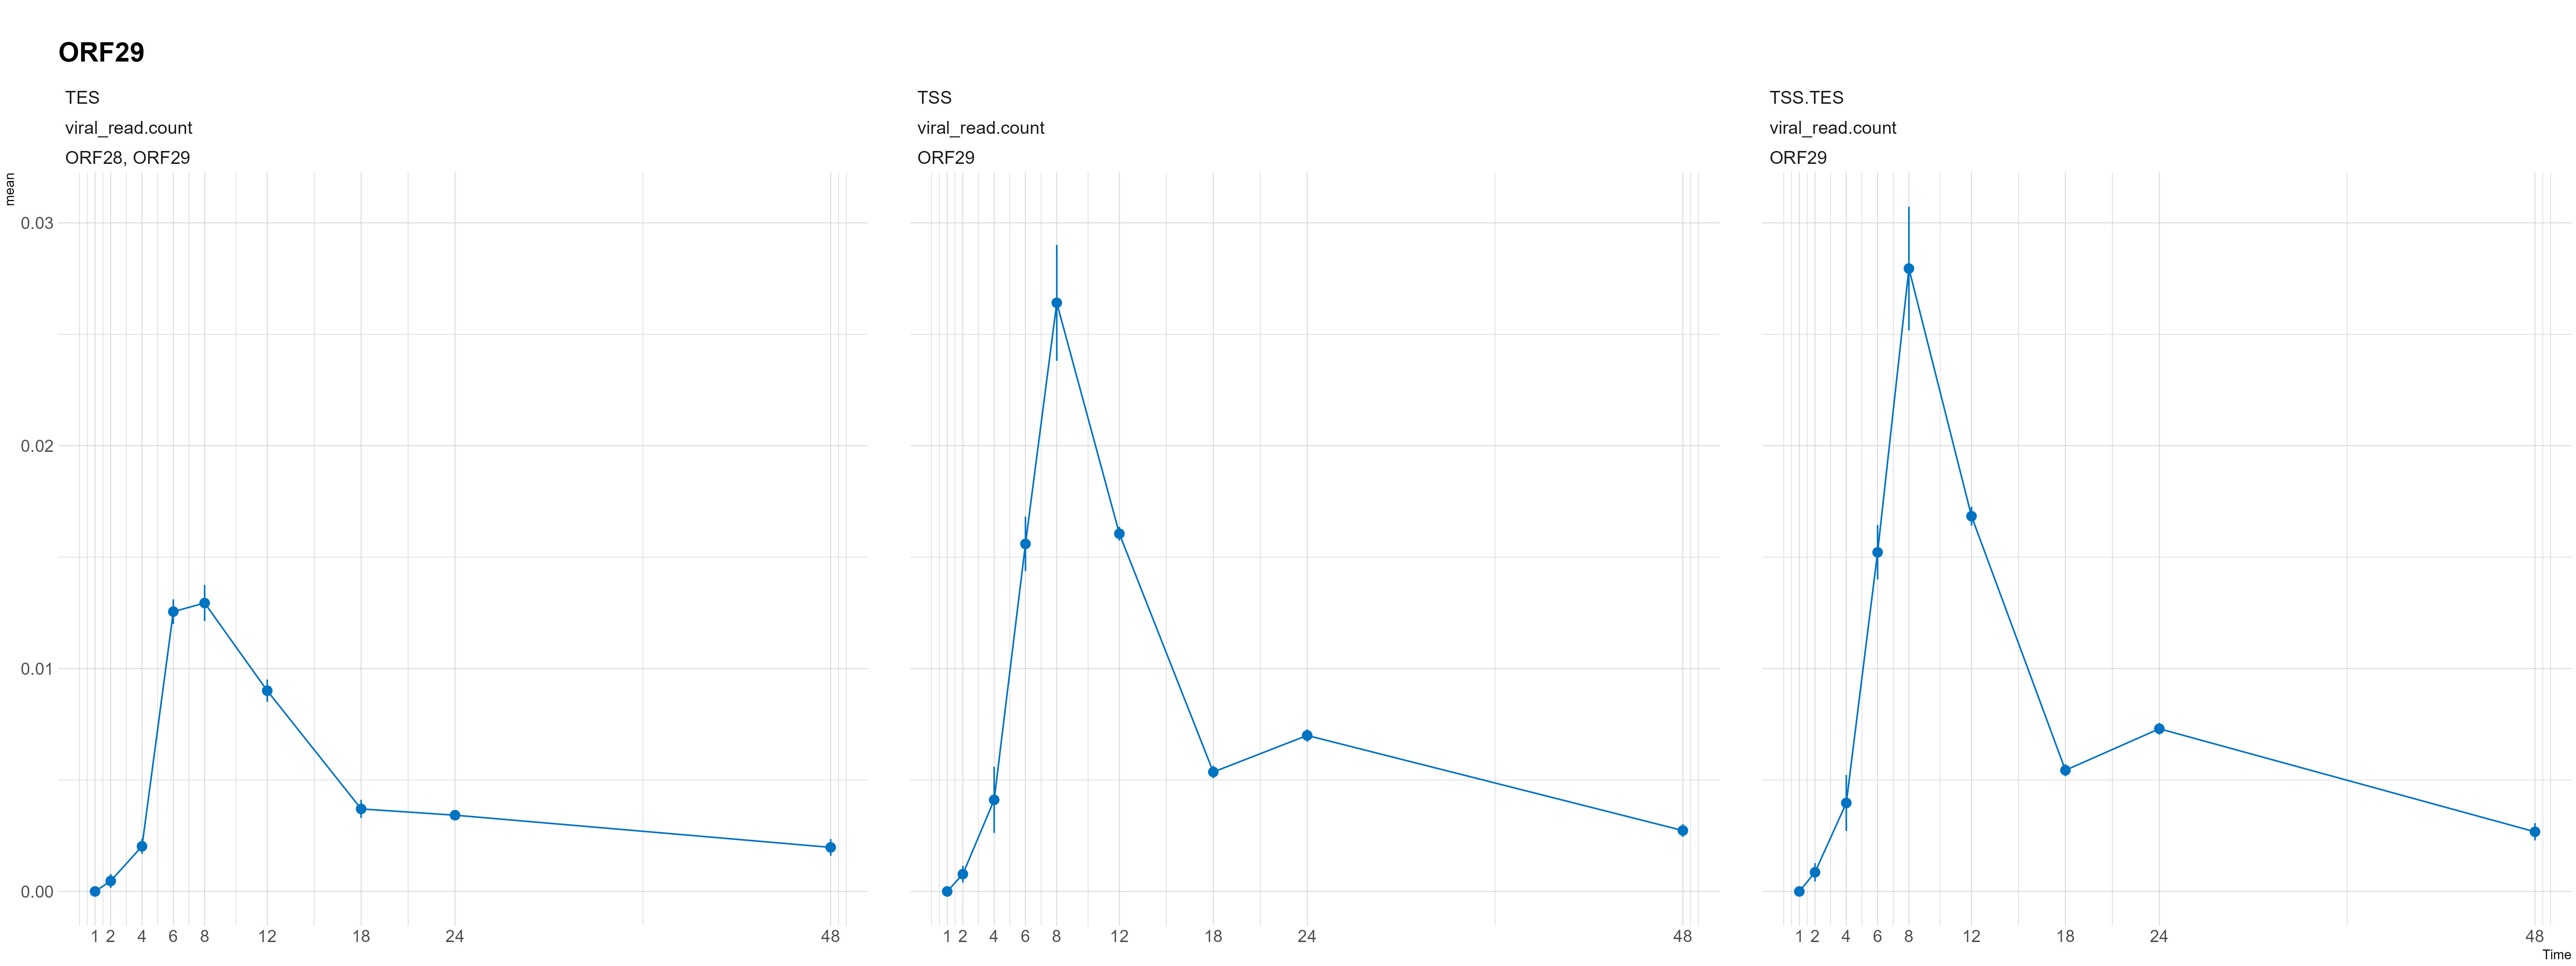 ORF29
TES
viral_read.count
ORF28, ORF29
TSS
viral_read.count
ORF29
TSS.TES
viral_read.count
ORF29
mean
0.03
0.02
0.01
0.00
1 2 4 6 8 12 18 24 48
1 2 4 6 8 12 18 24 48
1 2 4 6 8 12 18 24 48
Time